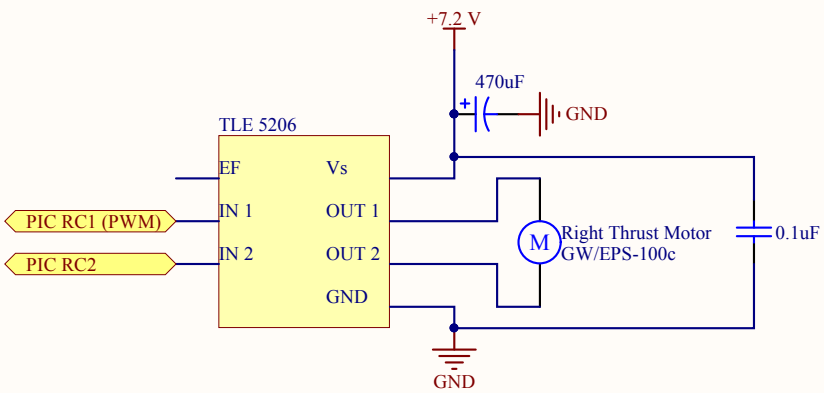 +7.2 V
470uF
GND
TLE 5206
EF
Vs
PIC RC1 (PWM)
IN 1
OUT 1
Right Thrust Motor
M
GW/EPS-100c
0.1uF
PIC RC2
IN 2
OUT 2
GND
GND